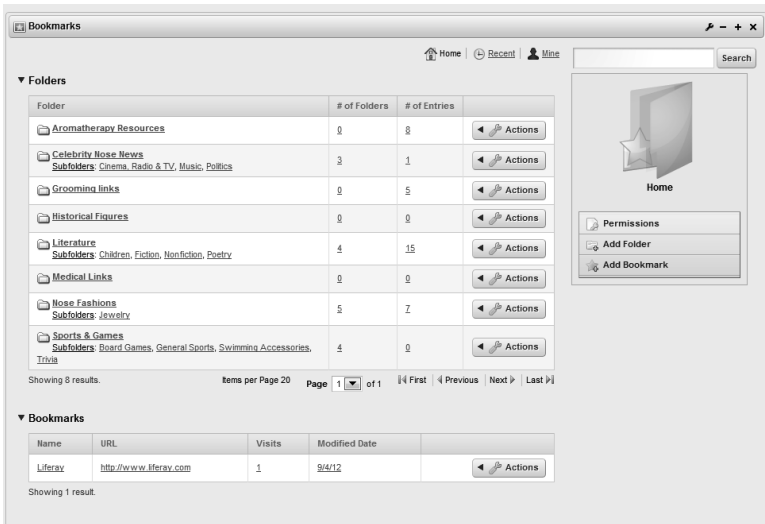 Bookmarks
Home Recent Mine
Search
Folders
Folder # of Folders # of Entries
Aromatherapy Resources 0 8 Actions
Celebrity Nose News 3 1 Actions
Subfolders: Cinema, Radio & TV, Music, Politics
Grooming links 0 5 Actions
Historical Figures 0 0 Actions
Literature 4 15 Actions
Subfolders: Children, Fiction, Nonfiction, Poetry
Medical Links 0 0 Actions
Nose Fashions 5 7 Actions
Subfolders: Jewelry
Sports & Games 4 0 Actions
Subfolders: Board Games, General Sports, Swimming Accessories,
Trivia
Showing 8 results. Items per Page 20 Page 1 of 1 First Previous Next Last
Bookmarks
Name URL Visits Modified Date
Liferay http://www.liferay.com 1 9/4/12 Actions
Showing 1 result.
Home
Permissions
Add Folder
Add Bookmark